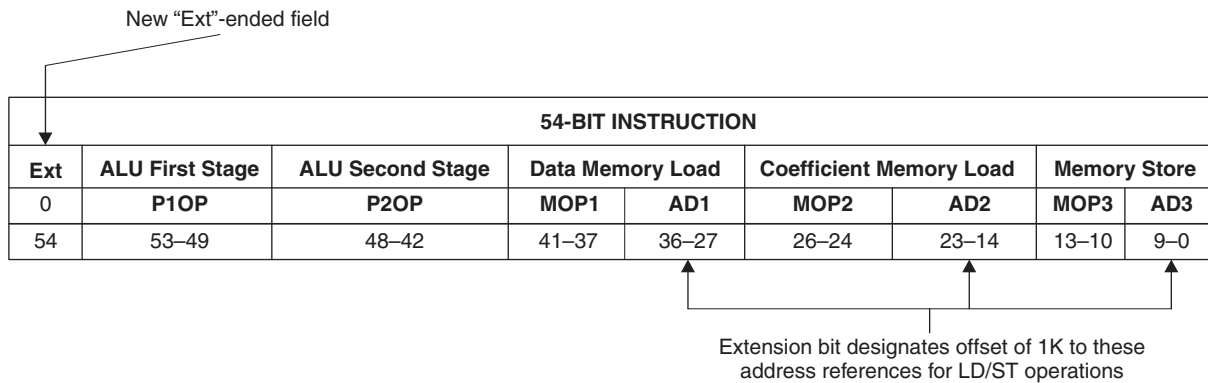 New “Ext”-ended field
54-BIT INSTRUCTION
Ext ALU First Stage ALU Second Stage Data Memory Load Coefficient Memory Load Memory Store
0 P1OP P2OP MOP1 AD1 MOP2 AD2 MOP3 AD3
54 53–49 48–42 41–37 36–27 26–24 23–14 13–10 9–0
Extension bit designates offset of 1K to these
address references for LD/ST operations